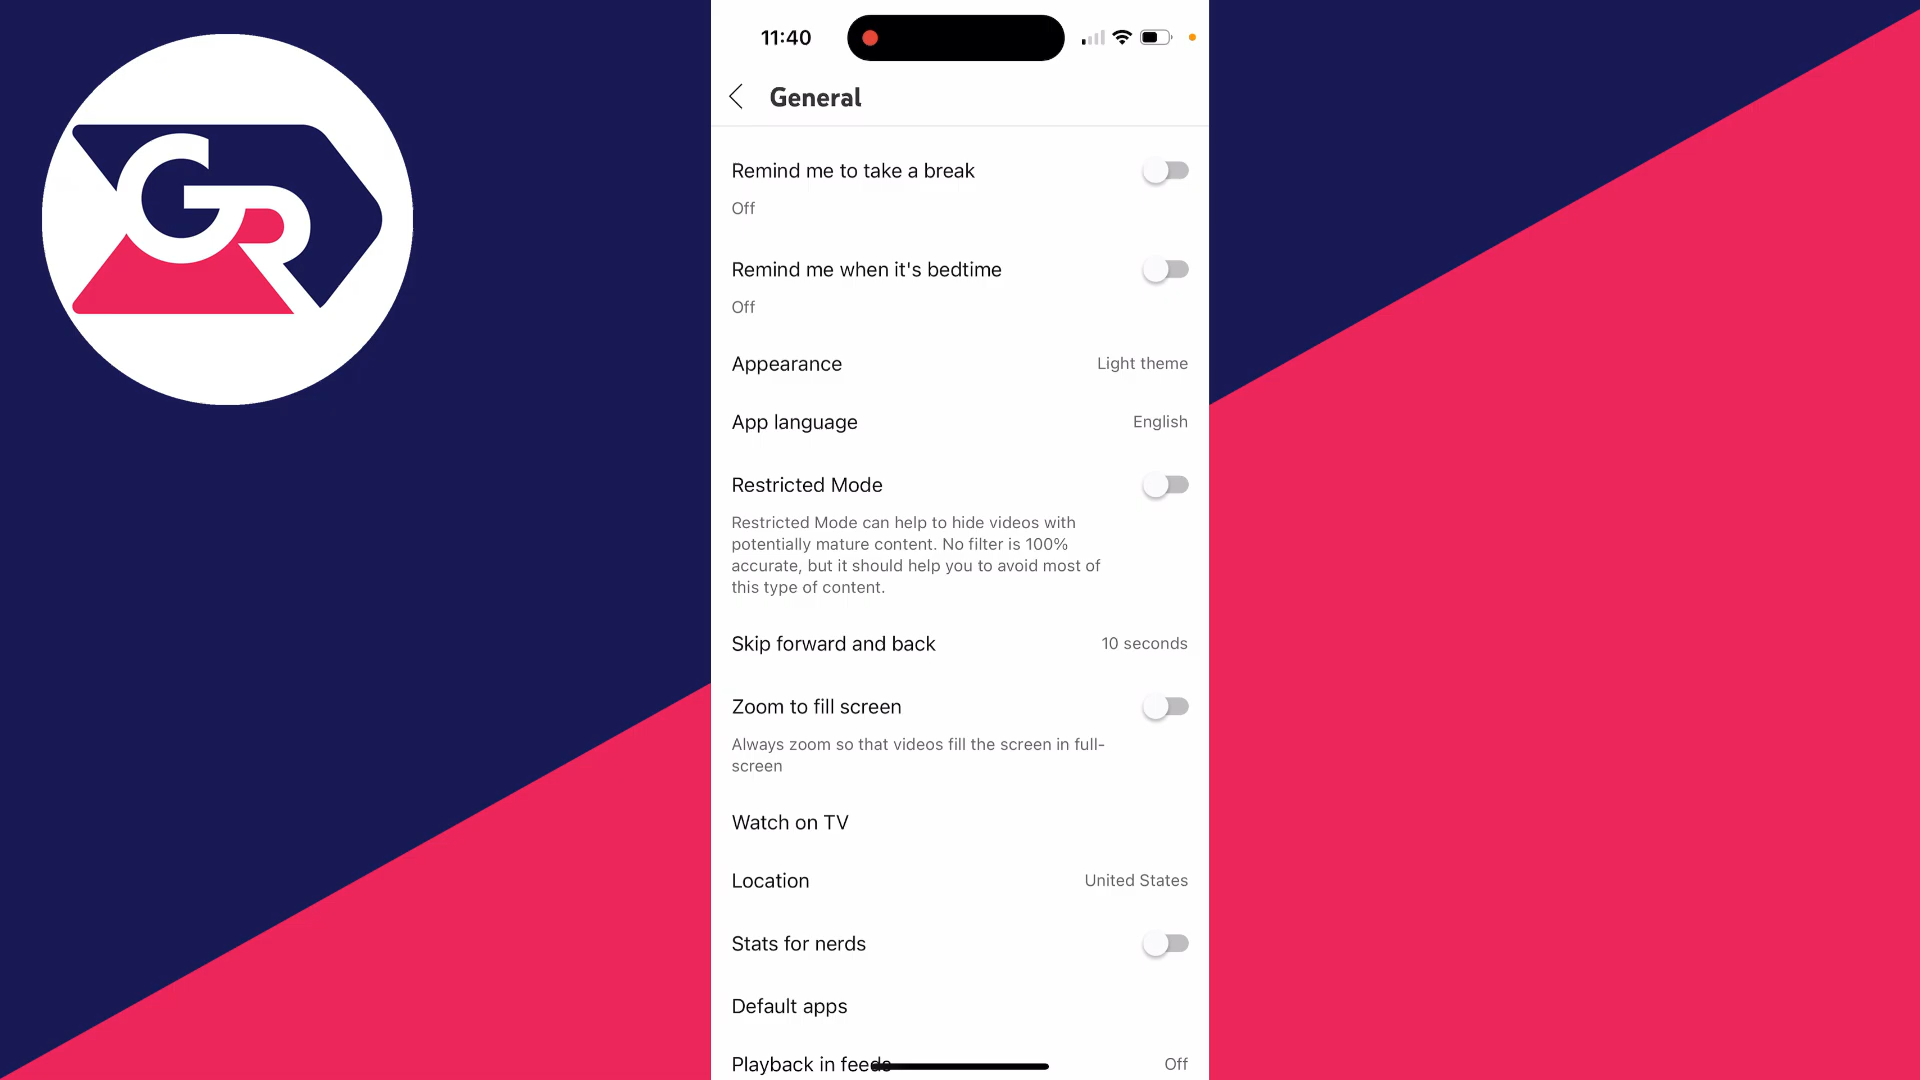 GR
11:40
General
Remind me to take a break
Off
Remind me when it's bedtime
Off
Appearance
Light theme
App language
English
Restricted Mode
Restricted Mode can help to hide videos with
potentially mature content. No filter is 100%
accurate, but it should help you to avoid most of
this type of content.
Skip forward and back
10 seconds
Zoom to fill screen
Always zoom so that videos fill the screen in full-
screen
Watch on TV
Location
United States
Stats for nerds
Default apps
Playback in feeds
Off